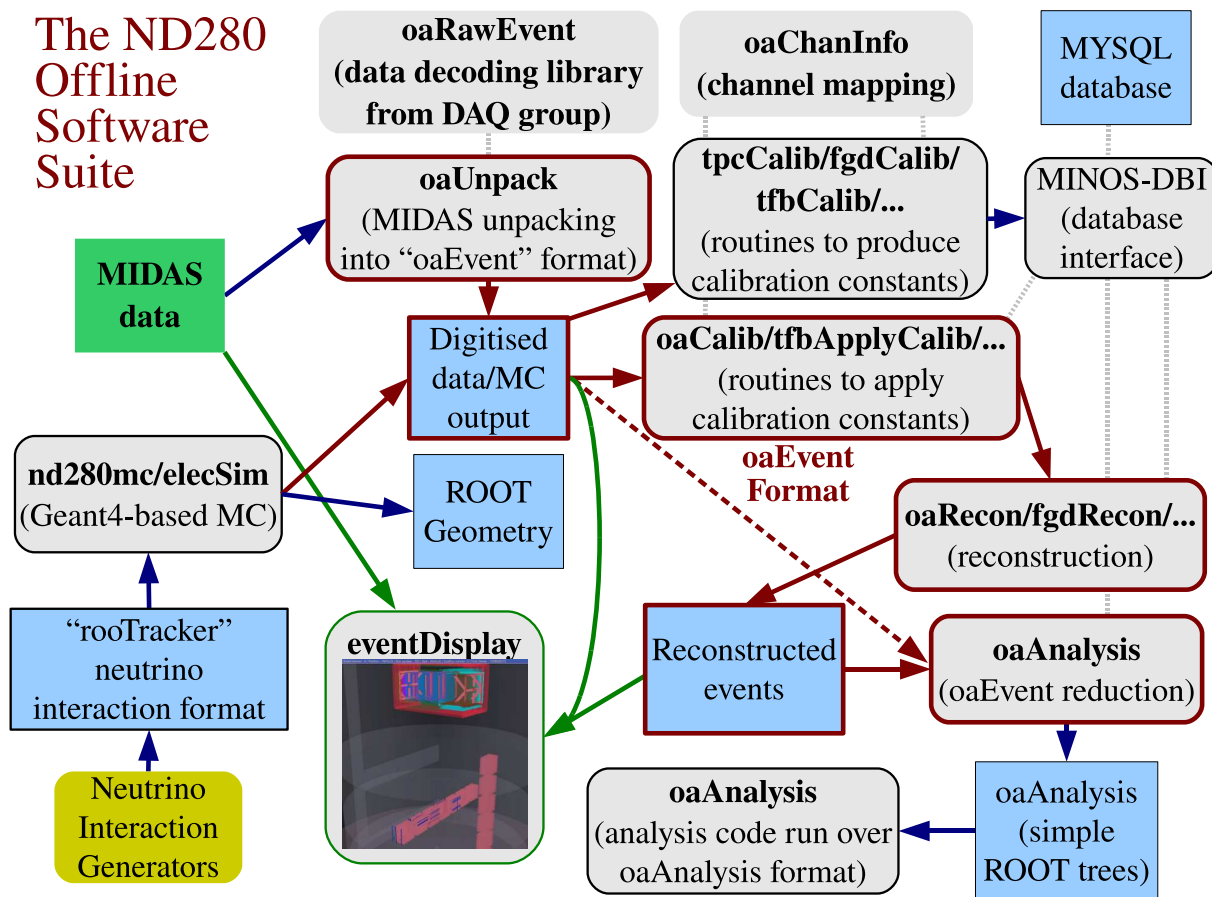 The ND280
Offline
Software
Suite
oaRawEvent
(data decoding library
from DAQ group)
oaChanInfo
(channel mapping)
MYSQL
database
oaUnpack
(MIDAS unpacking
into “oaEvent” format)
tpcCalib/fgdCalib/
tfbCalib/...
(routines to produce
calibration constants)
MINOS-DBI
(database
interface)
MIDAS
data
Digitised
data/MC
output
oaCalib/tfbApplyCalib/...
(routines to apply
calibration constants)
oaEvent
Format
nd280mc/elecSim
(Geant4-based MC)
ROOT
Geometry
oaRecon/fgdRecon/...
(reconstruction)
“rooTracker”
neutrino
interaction format
eventDisplay
Reconstructed
events
oaAnalysis
(oaEvent reduction)
Neutrino
Interaction
Generators
oaAnalysis
(analysis code run over
oaAnalysis format)
oaAnalysis
(simple
ROOT trees)